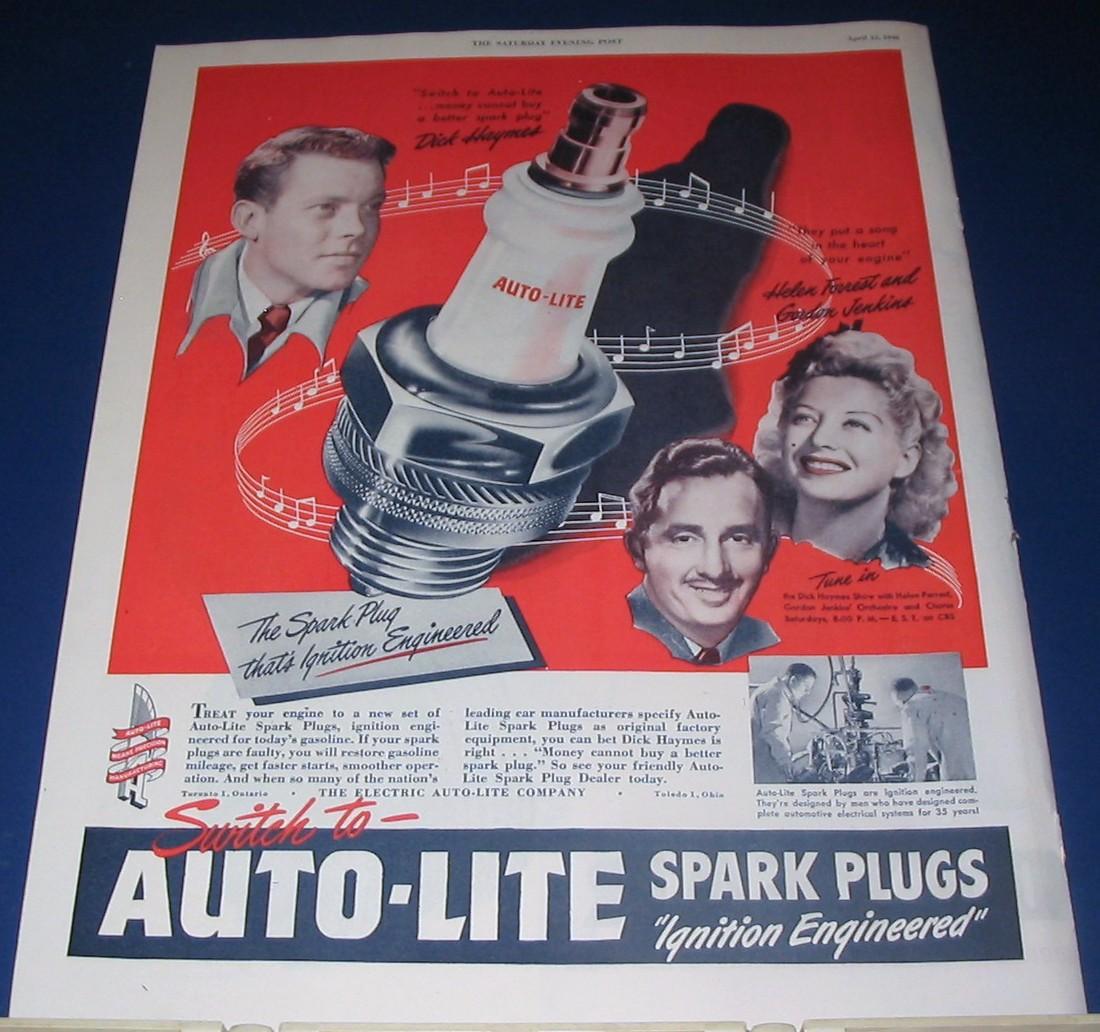 THE SATURDAY EVENING POST
April 13, 1946
"Switch to Auto-Lite
...money cannot buy
a better spark plug"
Dick Haymes
"They put a song
in the heart
of your engine"
Helen Forrest and
Gordon Jenkins
AUTO-LITE
Tune in
the Dick Haymes Show with Helen Forrest,
Gordon Jenkins' Orchestra and Chorus
Saturdays, 8:00 P. M.—E. S. T. on CBS
The Spark Plug
that's Ignition Engineered
AUTO-LITE
MEANS PRECISION
MANUFACTURING
TREAT your engine to a new set of
Auto-Lite Spark Plugs, ignition engi-
neered for today's gasoline. If your spark
plugs are faulty, you will restore gasoline
mileage, get faster starts, smoother oper-
ation. And when so many of the nation's
leading car manufacturers specify Auto-
Lite Spark Plugs as original factory
equipment, you can bet Dick Haymes is
right . . . "Money cannot buy a better
spark plug." So see your friendly Auto-
Lite Spark Plug Dealer today.
Toronto 1, Ontario • THE ELECTRIC AUTO-LITE COMPANY • Toledo 1, Ohio
Auto-Lite Spark Plugs are Ignition engineered.
They're designed by men who have designed com-
plete automotive electrical systems for 35 years!
Switch to—
AUTO-LITE SPARK PLUGS
"Ignition Engineered"